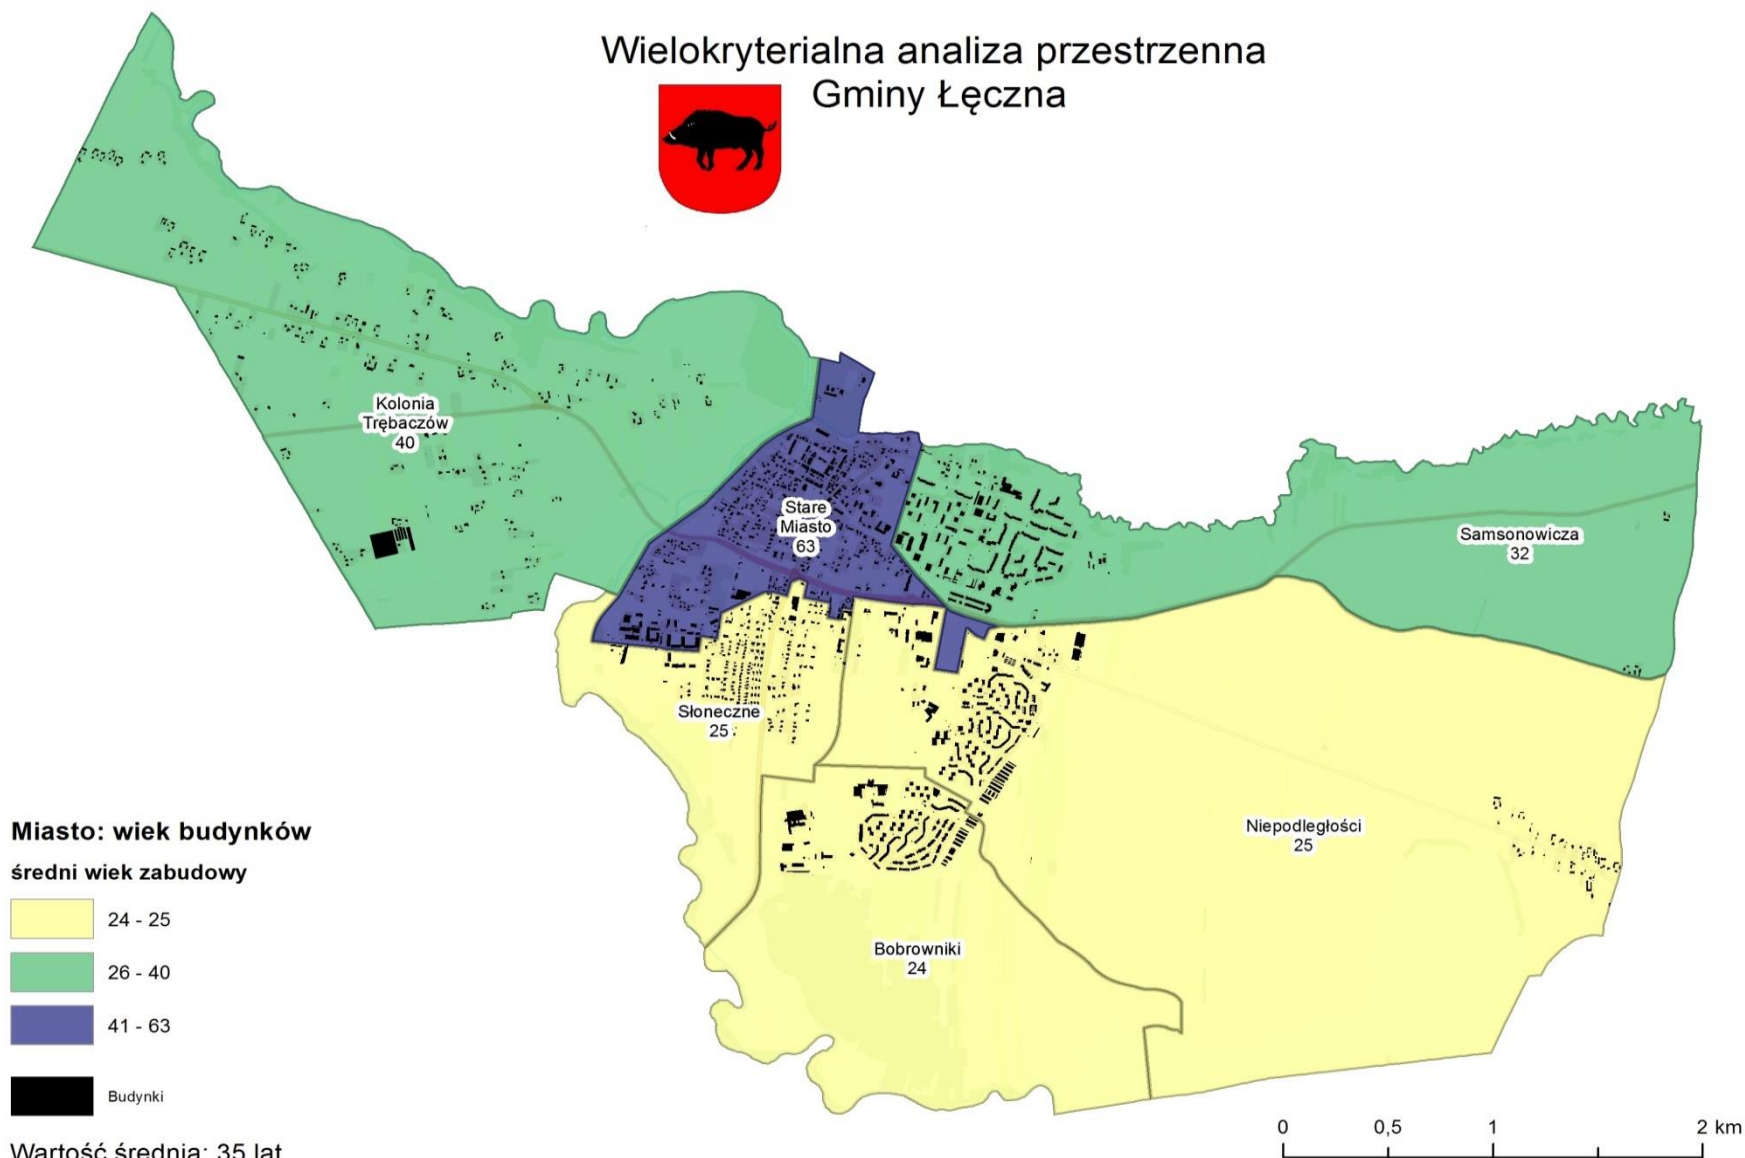 Wielokryterialna analiza przestrzenna
Gminy Łęczna
Kolonia
Trębaczów
40
Stare
Miasto
63
Samsonowicza
32
Słoneczne
25
Niepodległości
25
Bobrowniki
24
Miasto: wiek budynków
średni wiek zabudowy
24 - 25
26 - 40
41 - 63
Budynki
Wartość średnia: 35 lat
0 0,5 1 2 km